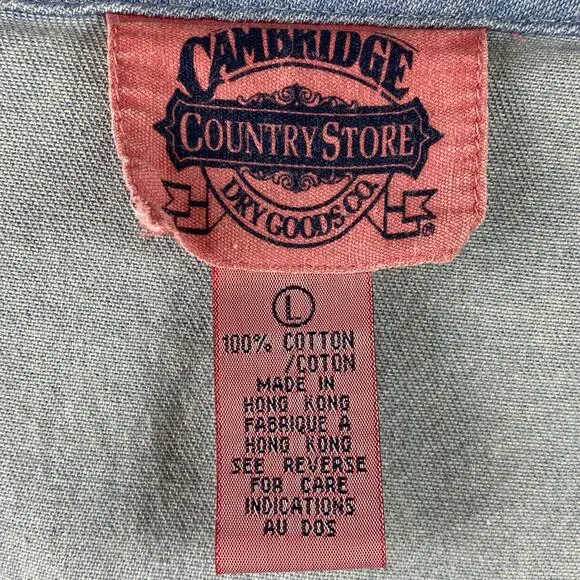 CAMBRIDGE
COUNTRY STORE
DRY GOODS CO.
®
L
100% COTTON
/COTON
MADE IN
HONG KONG
FABRIQUE A
HONG KONG
SEE REVERSE
FOR CARE
INDICATIONS
AU DOS